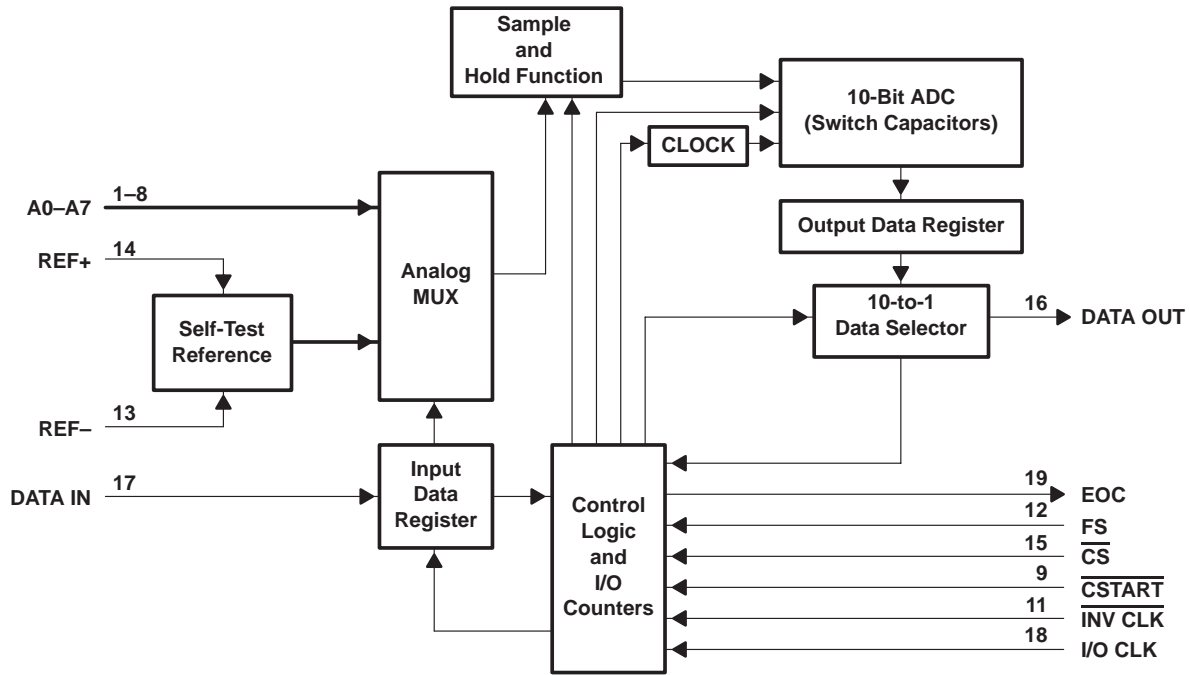 Sample
and
Hold Function
10-Bit ADC
(Switch Capacitors)
CLOCK
A0–A7
1–8
REF+
14
Analog
MUX
Output Data Register
Self-Test
Reference
10-to-1
Data Selector
16
DATA OUT
REF–
13
DATA IN
17
Input
Data
Register
Control
Logic
and
I/O
Counters
19
EOC
12
FS
15
CS
9
CSTART
11
INV CLK
18
I/O CLK